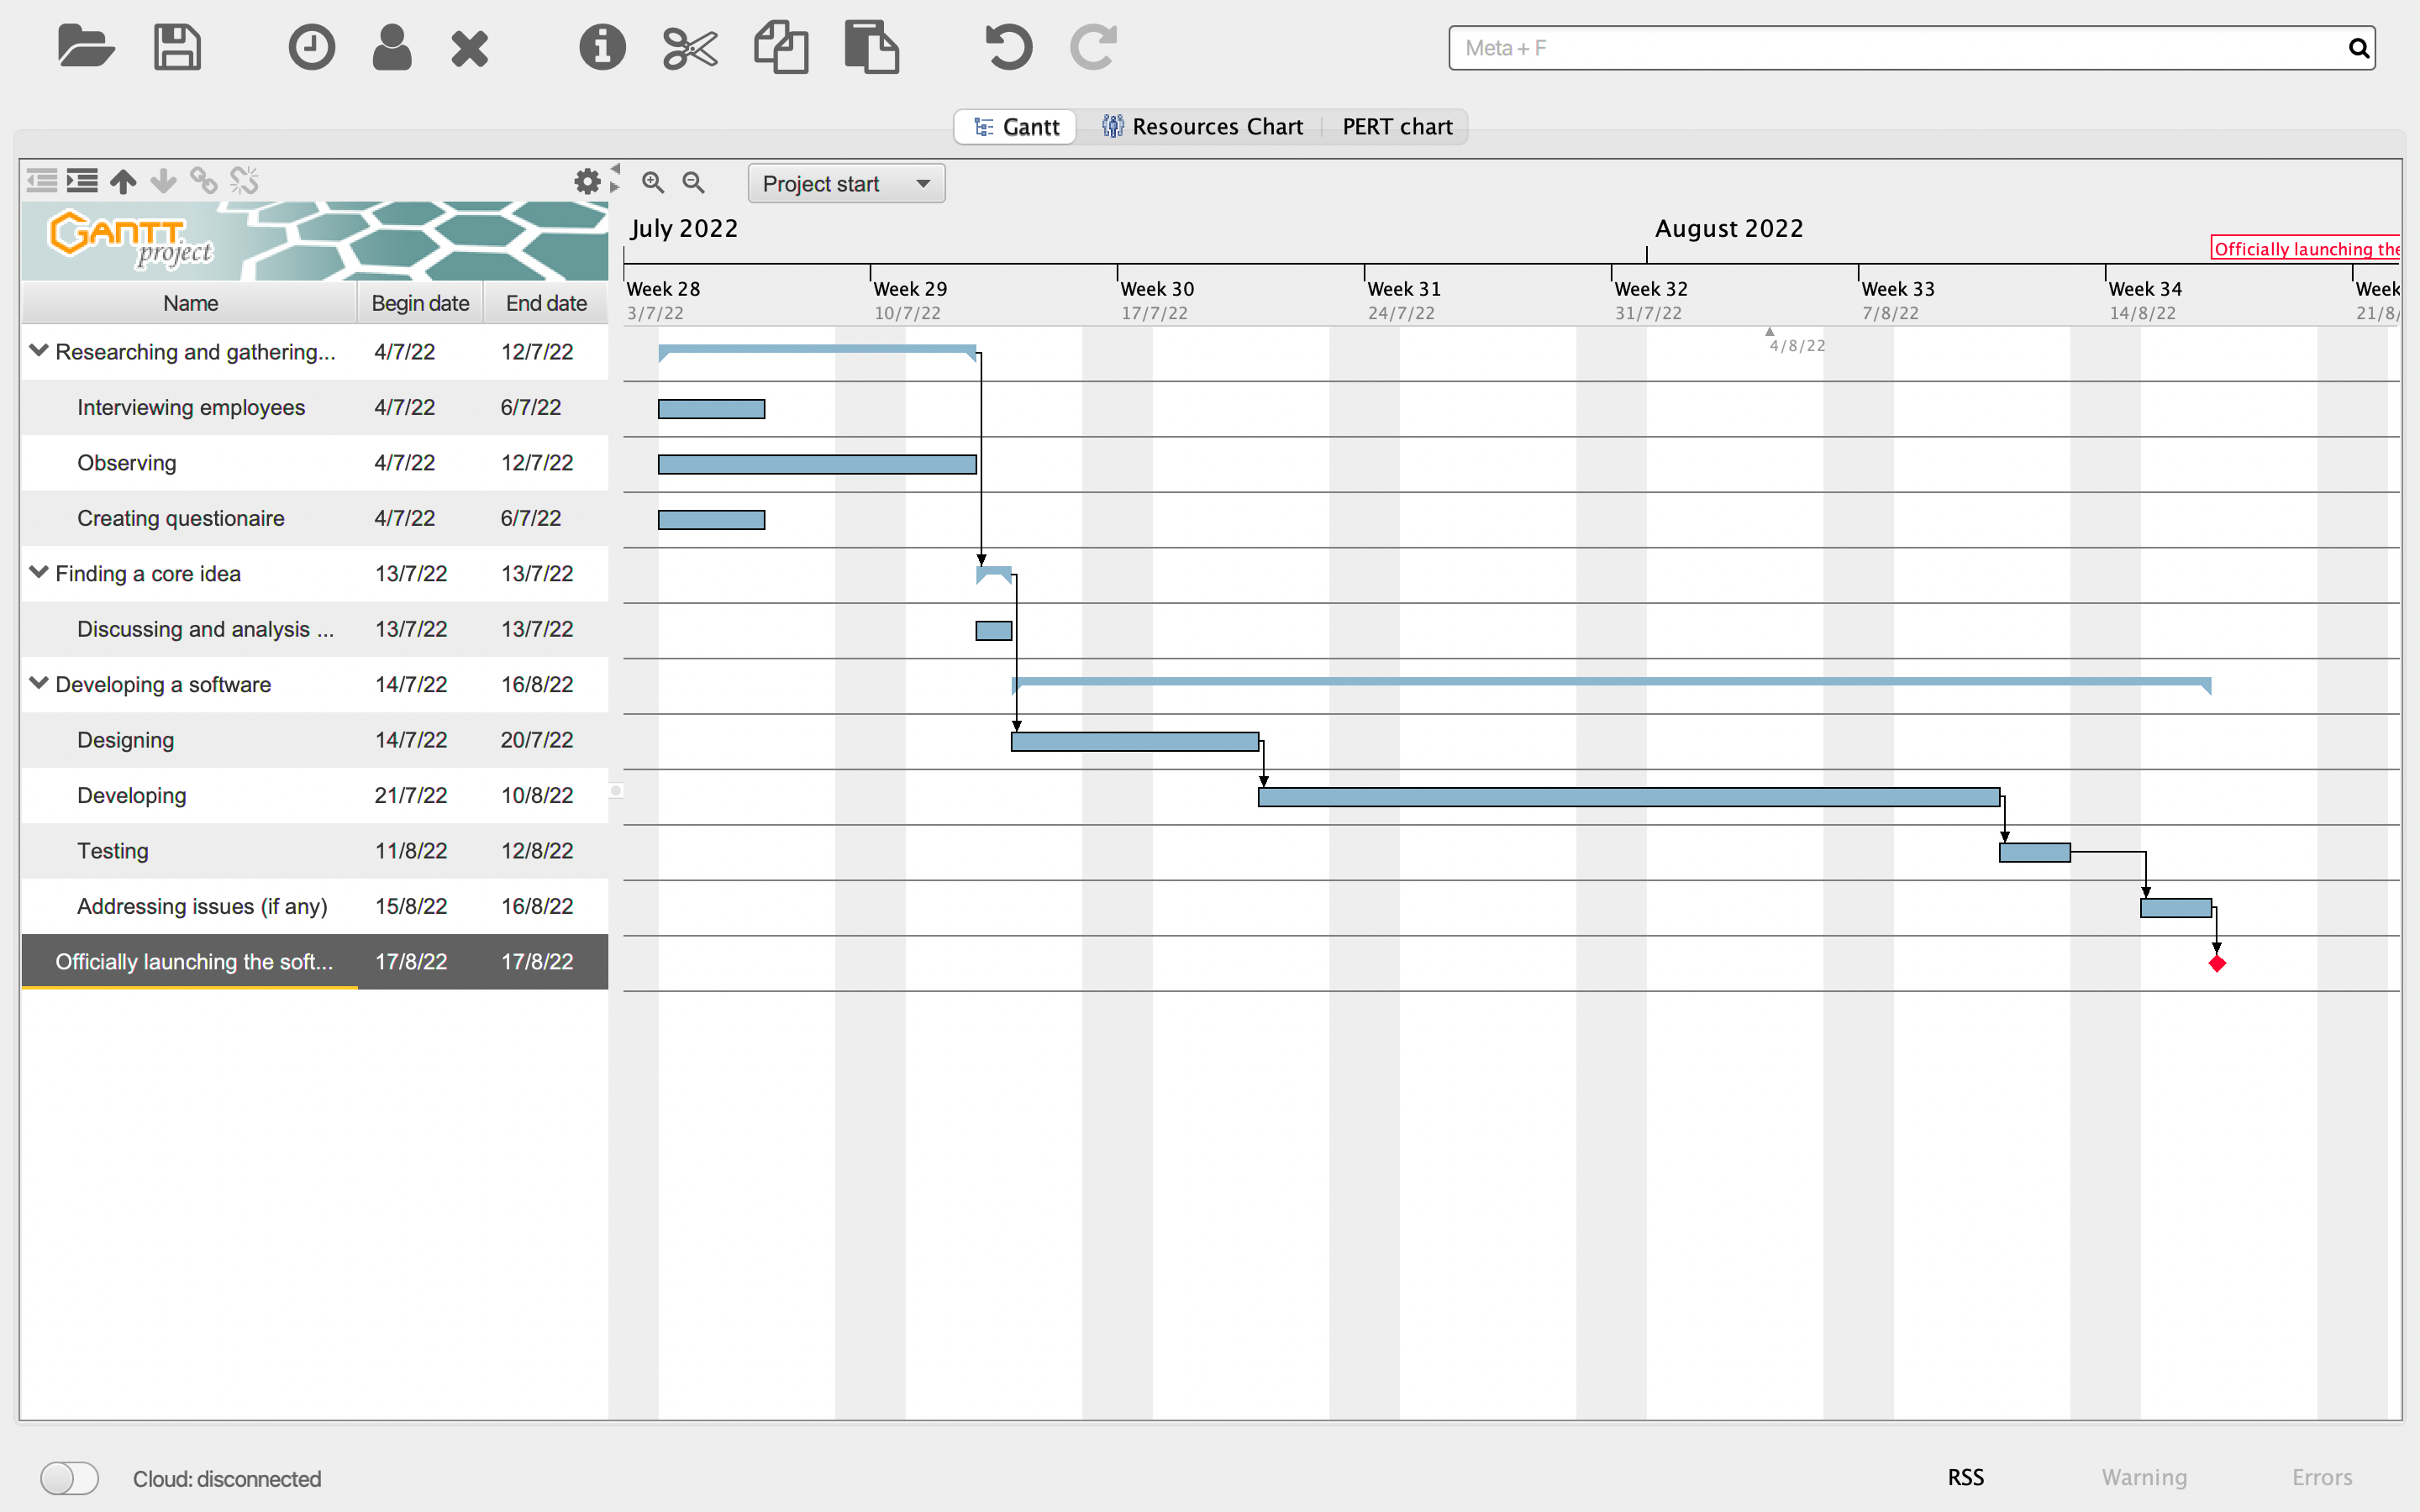 Meta + F
Gantt
Resources Chart
PERT chart
Project start
GANTT
project
July 2022
August 2022
Officially launching the
Name
Begin date
End date
Week 28
Week 29
Week 30
Week 31
Week 32
Week 33
Week 34
Week
3/7/22
10/7/22
17/7/22
24/7/22
31/7/22
7/8/22
14/8/22
21/8/
4/8/22
Researching and gathering... 4/7/22 12/7/22
Interviewing employees 4/7/22 6/7/22
Observing 4/7/22 12/7/22
Creating questionaire 4/7/22 6/7/22
Finding a core idea 13/7/22 13/7/22
Discussing and analysis ... 13/7/22 13/7/22
Developing a software 14/7/22 16/8/22
Designing 14/7/22 20/7/22
Developing 21/7/22 10/8/22
Testing 11/8/22 12/8/22
Addressing issues (if any) 15/8/22 16/8/22
Officially launching the soft... 17/8/22 17/8/22
Cloud: disconnected
RSS
Warning
Errors